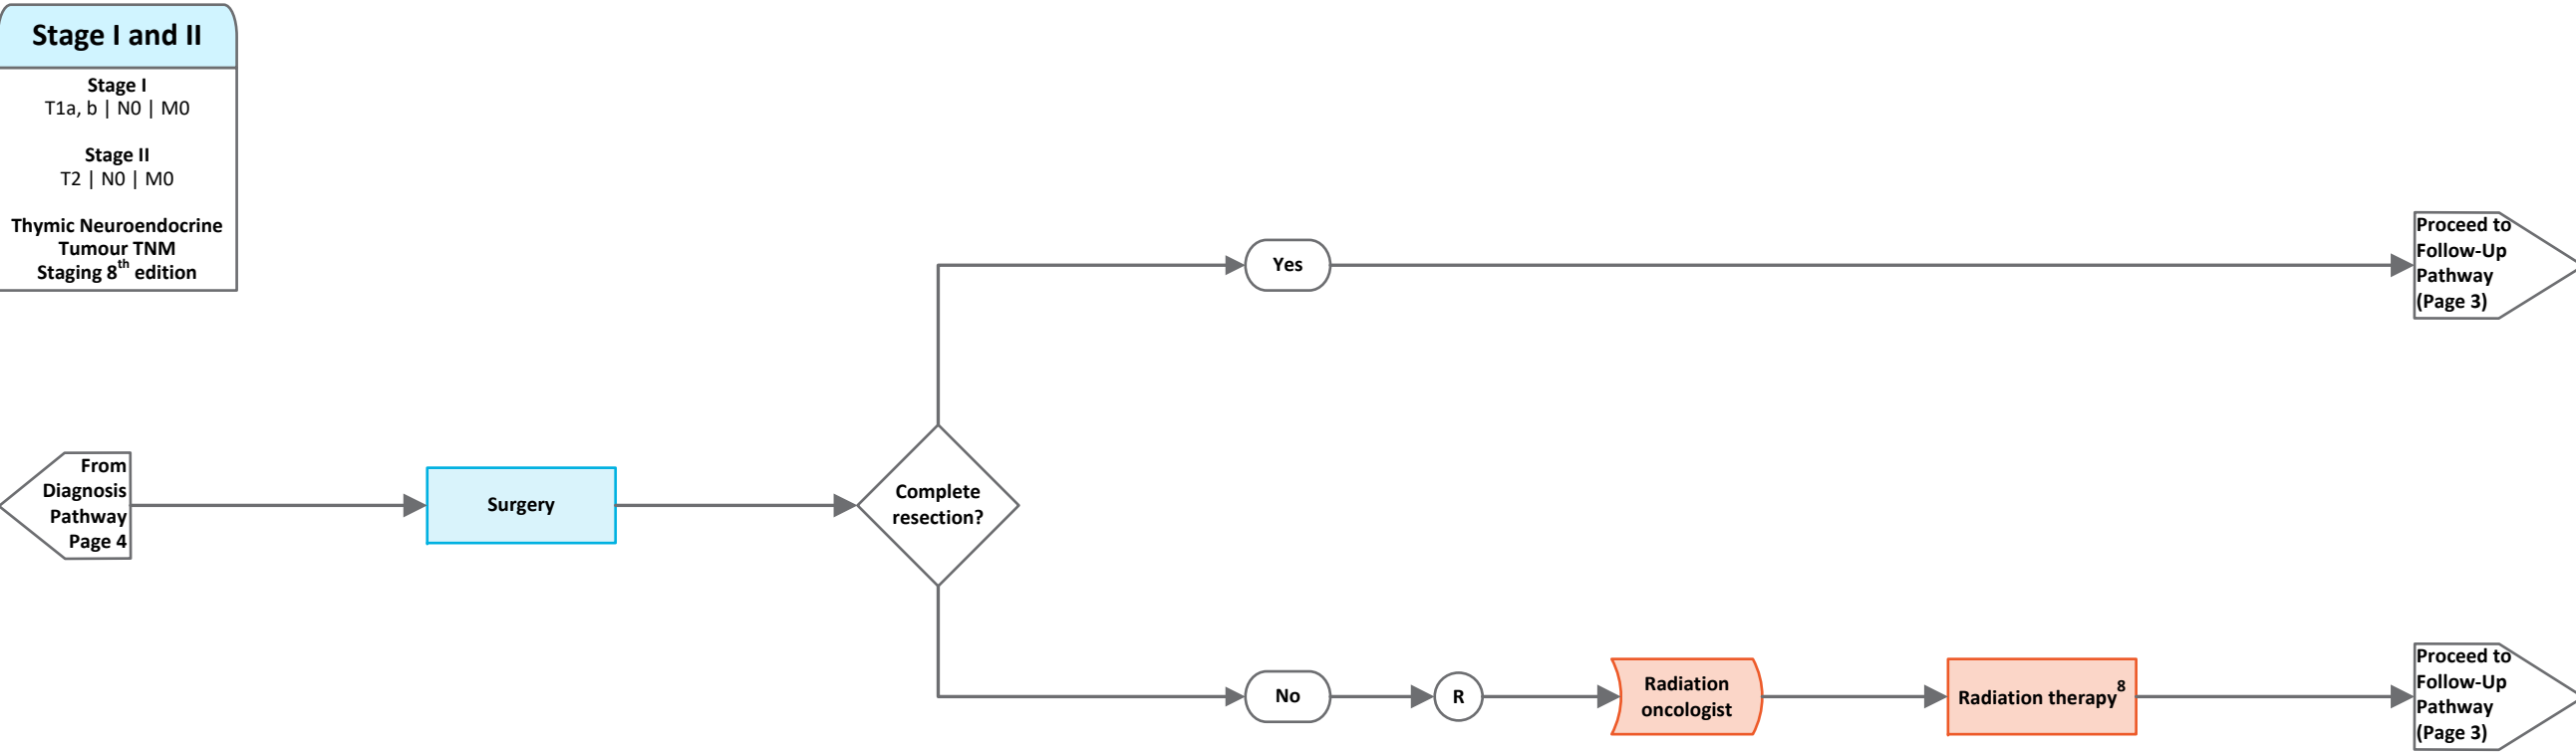 Stage I and II
Stage I
T1a, b | N0 | M0
Stage II
T2 | N0 | M0
Thymic Neuroendocrine
Tumour TNM
Staging 8th edition
From
Diagnosis
Pathway
Page 4
Surgery
Complete
resection?
Yes
Proceed to
Follow-Up
Pathway
(Page 3)
No
R
Radiation
oncologist
Radiation therapy8
Proceed to
Follow-Up
Pathway
(Page 3)